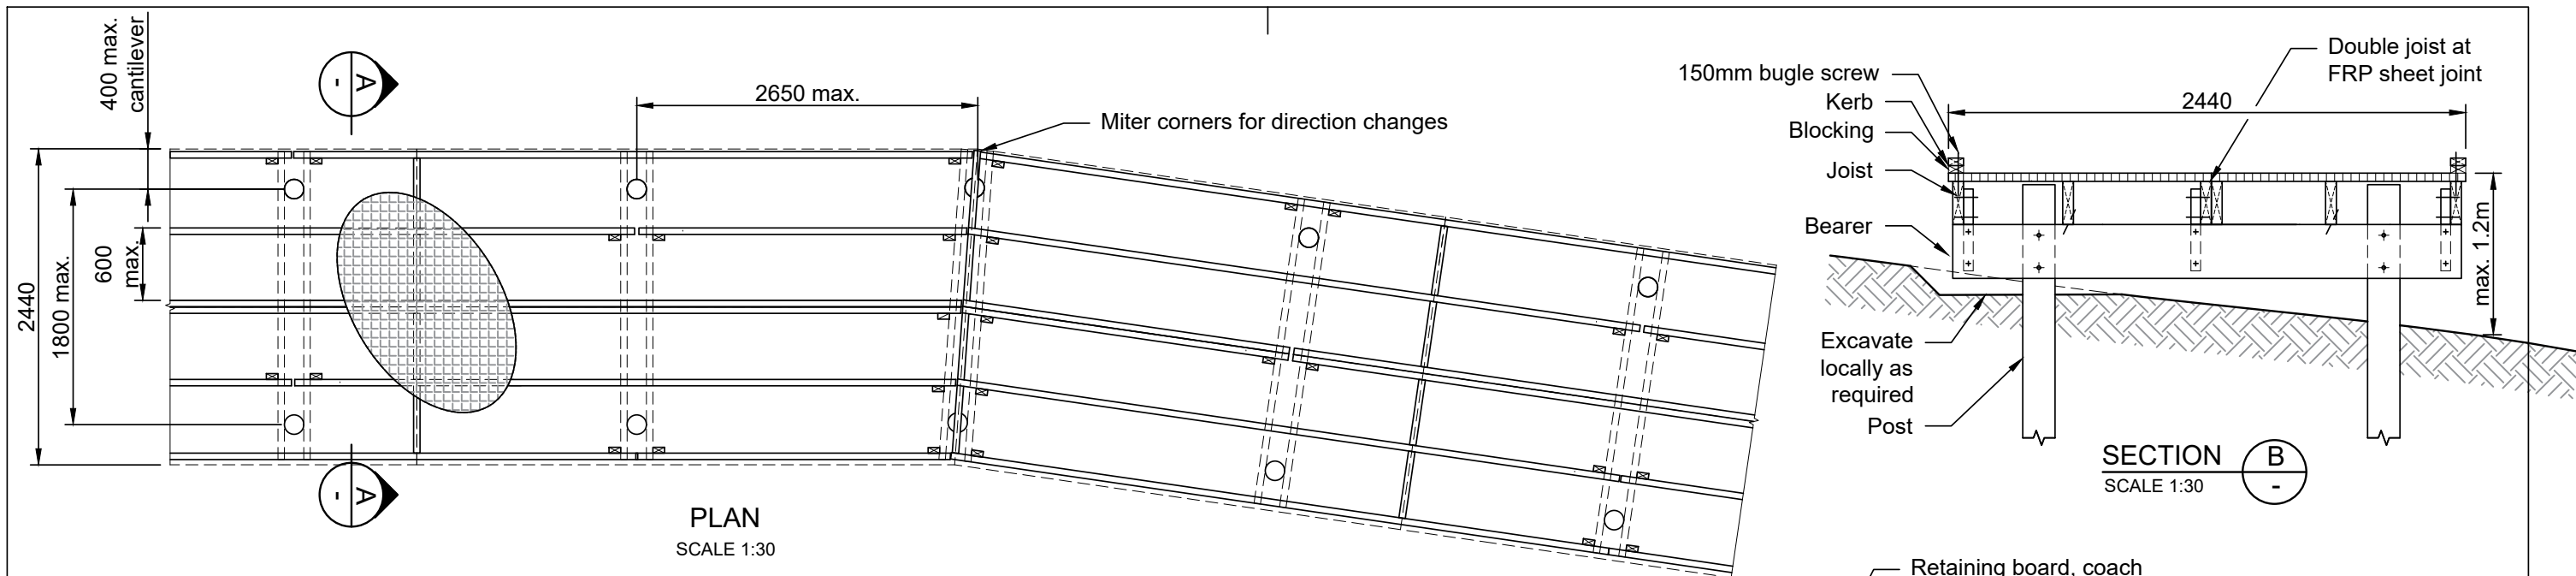 400 max.
cantilever
A
-
2650 max.
Miter corners for direction changes
2440
1800 max.
600
max.
A
-
PLAN
SCALE 1:30
150mm bugle screw
Kerb
Blocking
Joist
Bearer
Double joist at
FRP sheet joint
2440
max. 1.2m
Excavate
locally as
required
Post
SECTION
SCALE 1:30
B
-
Retaining board, coach